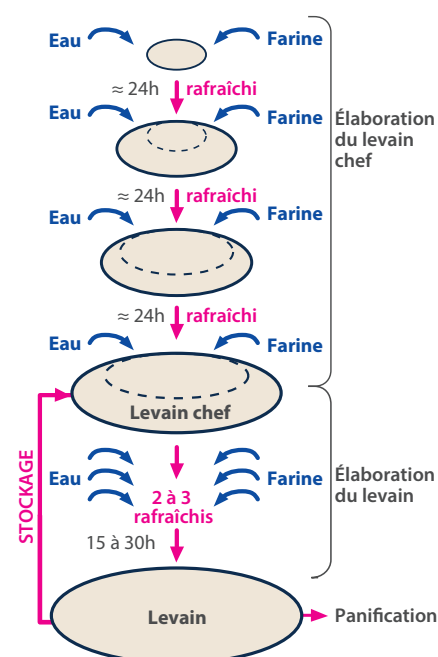 Eau
Farine
≈ 24h
rafraîchi
Eau
Farine
Élaboration
du levain
chef
≈ 24h
rafraîchi
Eau
Farine
≈ 24h
rafraîchi
Eau
Farine
Levain chef
STOCKAGE
Eau
Farine
2 à 3
rafraîchis
Élaboration
du levain
15 à 30h
Levain
Panification